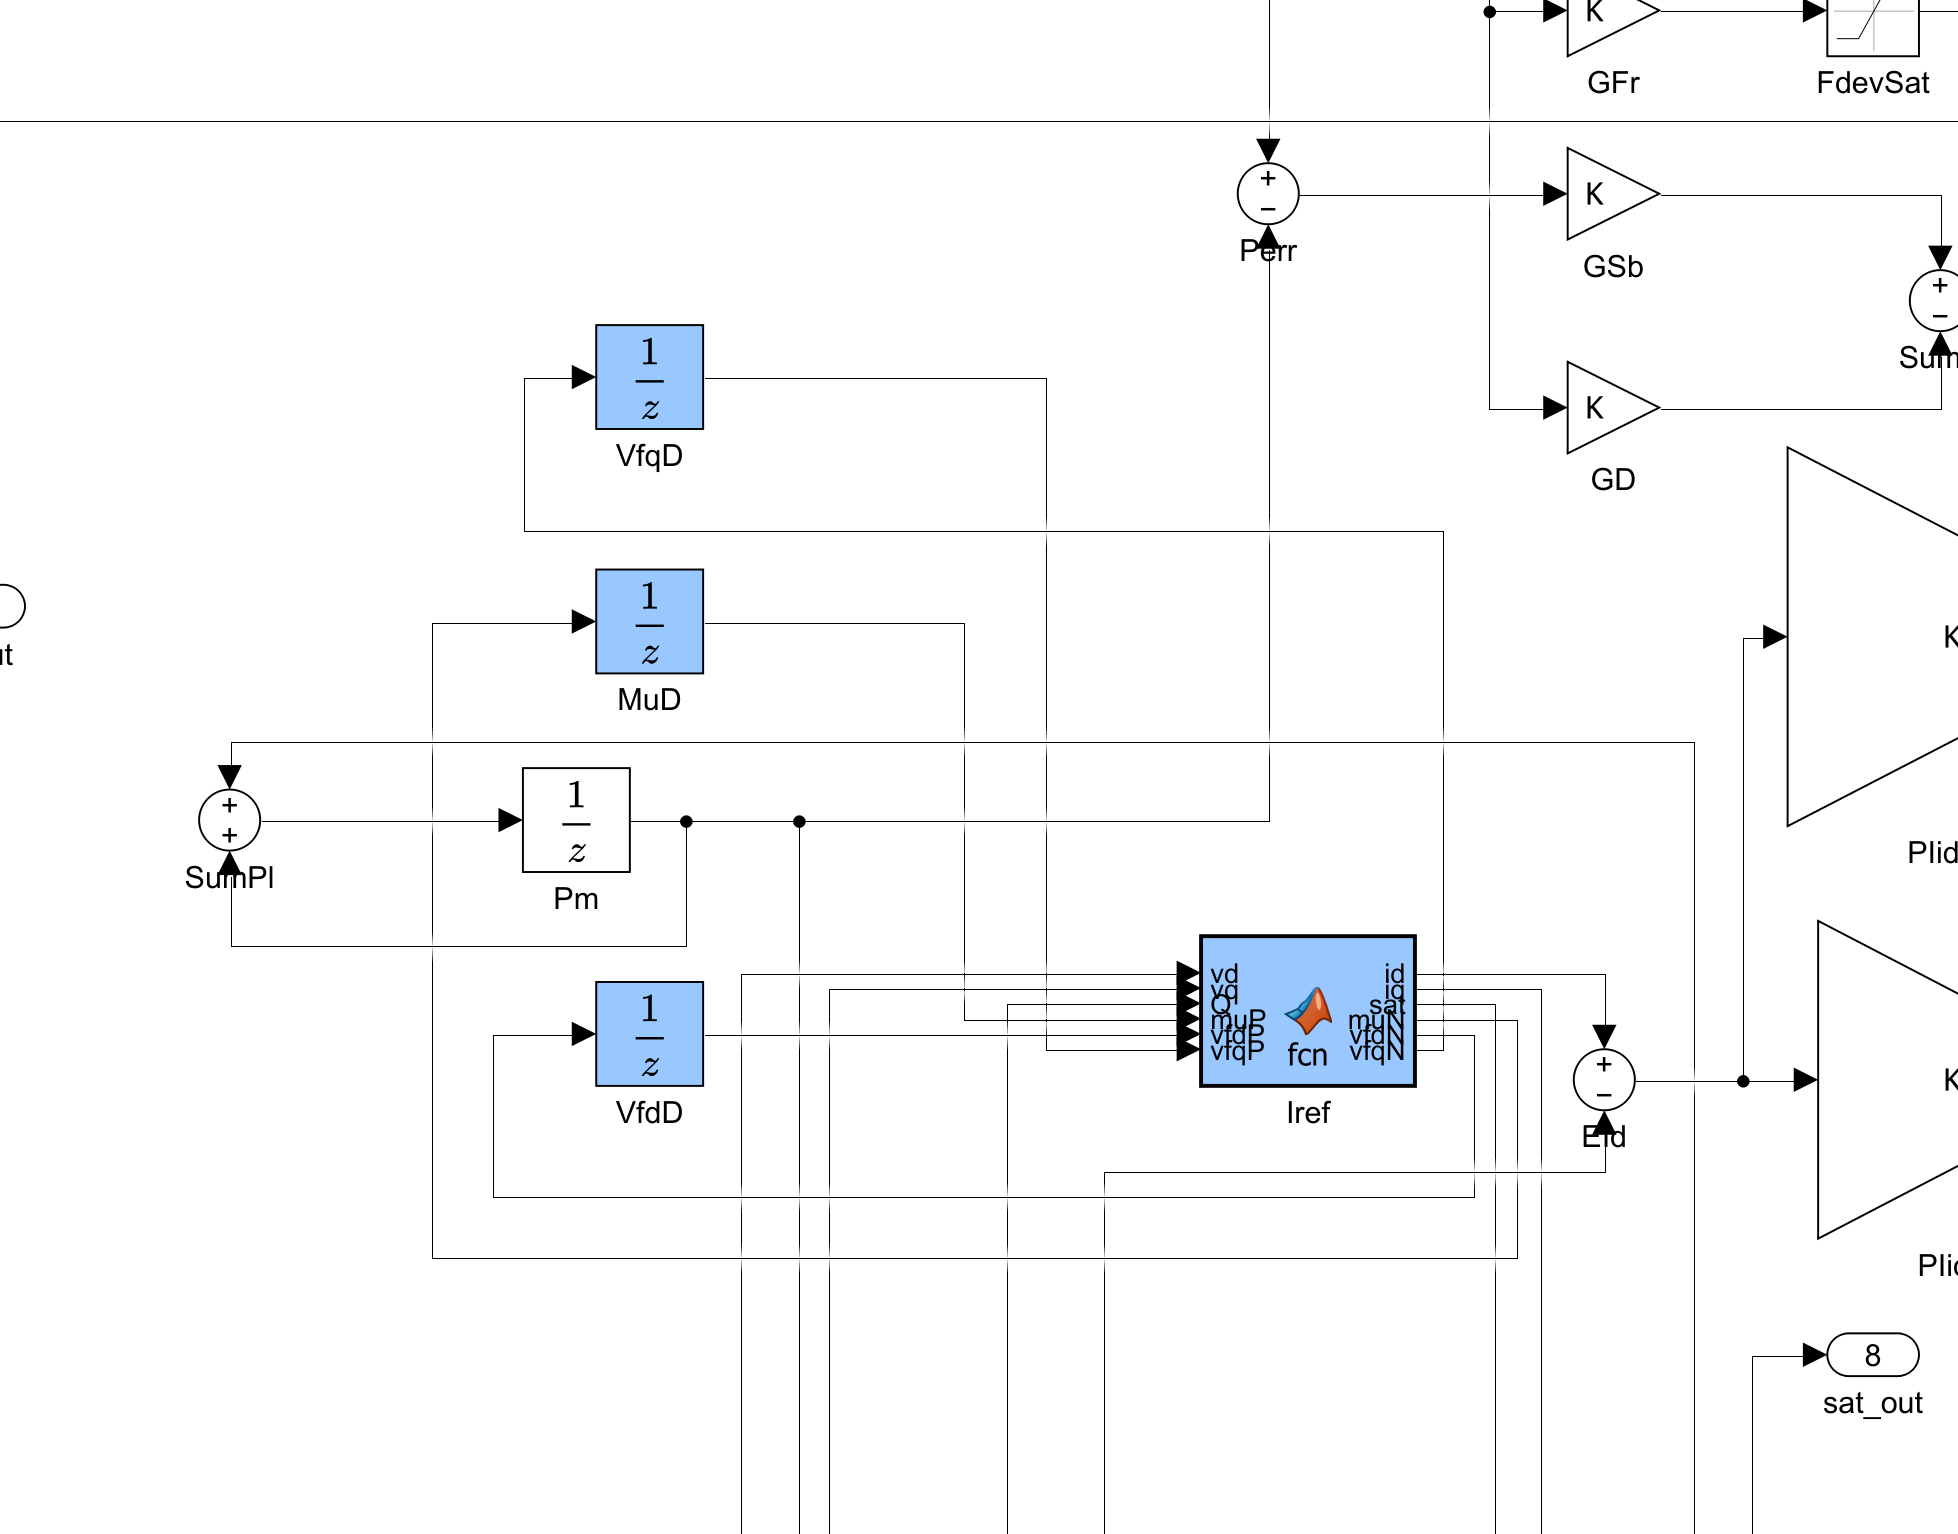 K
GFr
FdevSat
+
−
Perr
K
GSb
+
−
1
z
VfqD
K
GD
1
z
MuD
K
+
+
SumPl
1
z
Pm
1
z
VfdD
vd
vq
Q
muP
vfdP
vfqP
id
iq
sat
muN
vfdN
vfqN
fcn
Iref
+
−
EId
K
8
sat_out